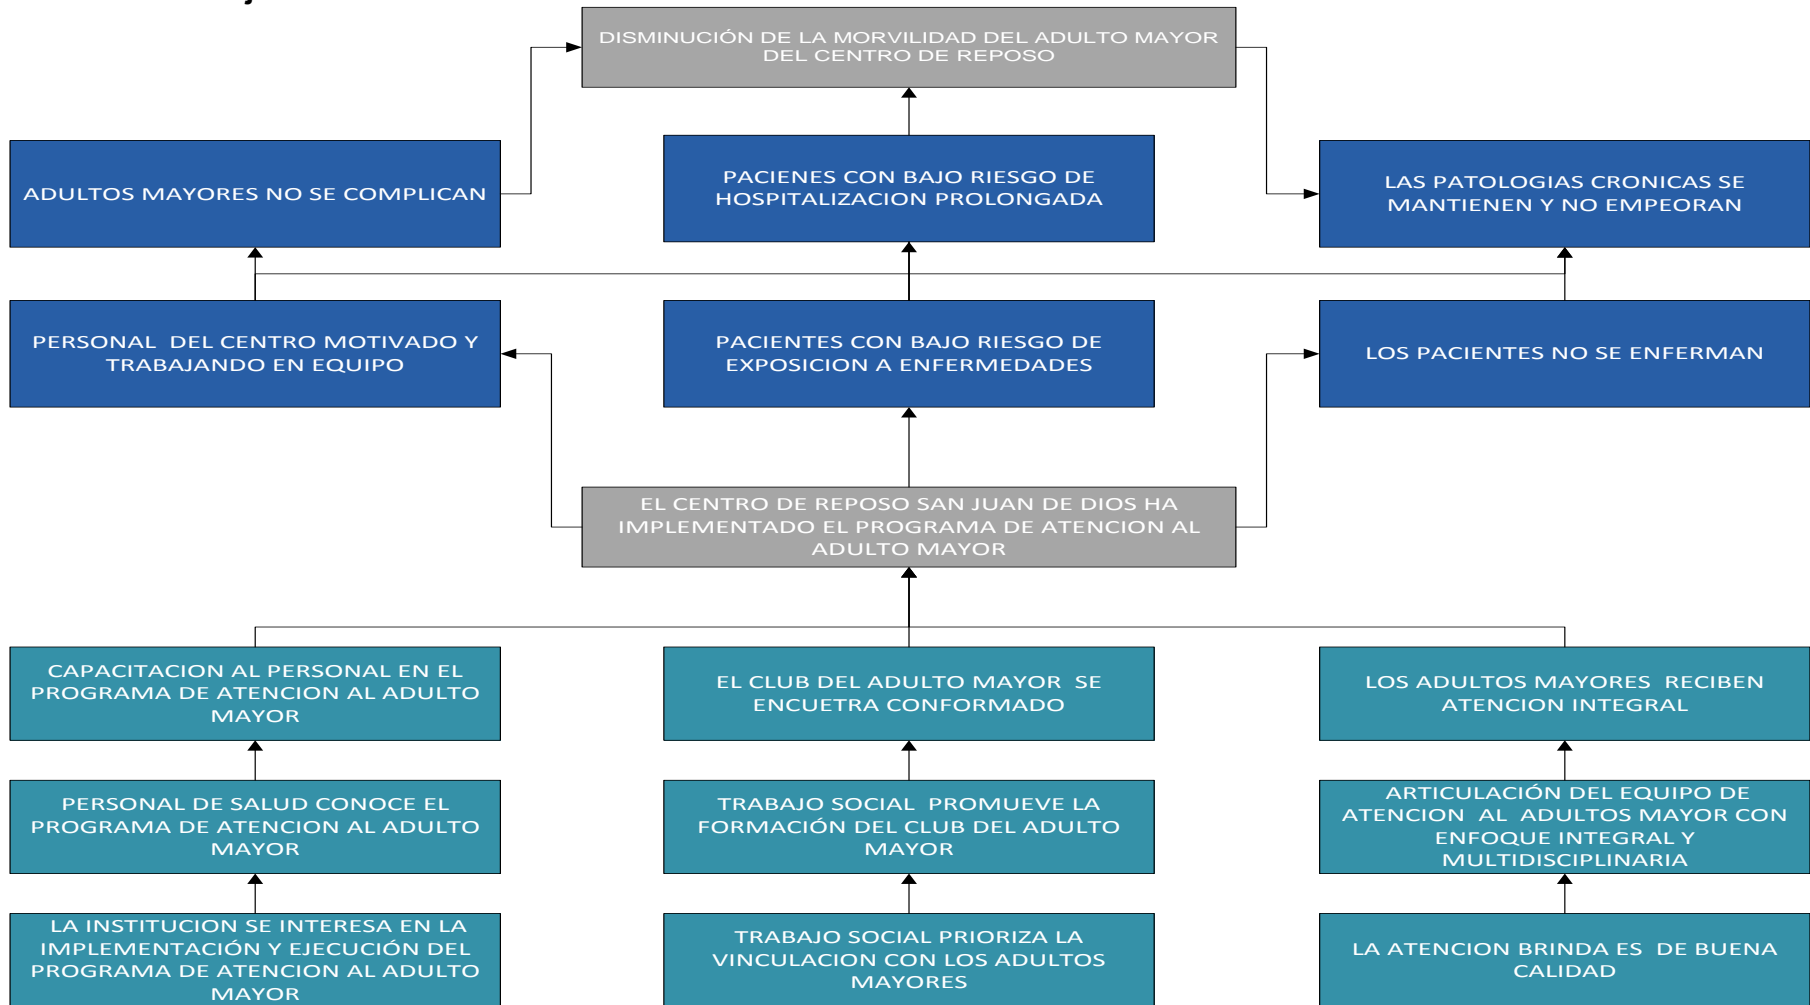 DISMINUCIÓN DE LA MORVILIDAD DEL ADULTO MAYOR
DEL CENTRO DE REPOSO
ADULTOS MAYORES NO SE COMPLICAN
PACIENES CON BAJO RIESGO DE
HOSPITALIZACION PROLONGADA
LAS PATOLOGIAS CRONICAS SE
MANTIENEN Y NO EMPEORAN
PERSONAL DEL CENTRO MOTIVADO Y
TRABAJANDO EN EQUIPO
PACIENTES CON BAJO RIESGO DE
EXPOSICION A ENFERMEDADES
LOS PACIENTES NO SE ENFERMAN
EL CENTRO DE REPOSO SAN JUAN DE DIOS HA
IMPLEMENTADO EL PROGRAMA DE ATENCION AL
ADULTO MAYOR
CAPACITACION AL PERSONAL EN EL
PROGRAMA DE ATENCION AL ADULTO
MAYOR
EL CLUB DEL ADULTO MAYOR SE
ENCUETRA CONFORMADO
LOS ADULTOS MAYORES RECIBEN
ATENCION INTEGRAL
PERSONAL DE SALUD CONOCE EL
PROGRAMA DE ATENCION AL ADULTO
MAYOR
TRABAJO SOCIAL PROMUEVE LA
FORMACIÓN DEL CLUB DEL ADULTO
MAYOR
ARTICULACIÓN DEL EQUIPO DE
ATENCION AL ADULTOS MAYOR CON
ENFOQUE INTEGRAL Y
MULTIDISCIPLINARIA
LA INSTITUCION SE INTERESA EN LA
IMPLEMENTACIÓN Y EJECUCIÓN DEL
PROGRAMA DE ATENCION AL ADULTO
MAYOR
TRABAJO SOCIAL PRIORIZA LA
VINCULACION CON LOS ADULTOS
MAYORES
LA ATENCION BRINDA ES DE BUENA
CALIDAD